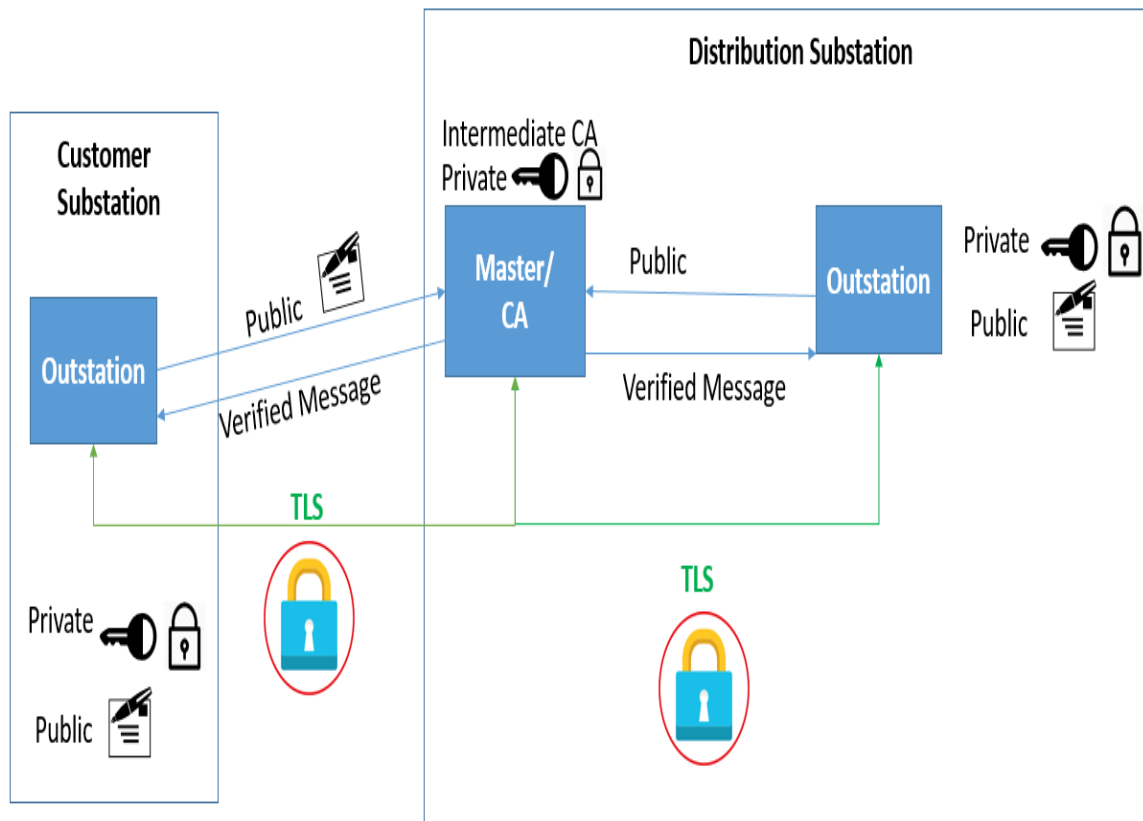 Distribution Substation
Customer
Substation
Intermediate CA
Private
Master/
CA
Public
Verified Message
Outstation
Public
Verified Message
Outstation
Private
Public
TLS
TLS
Private
Public